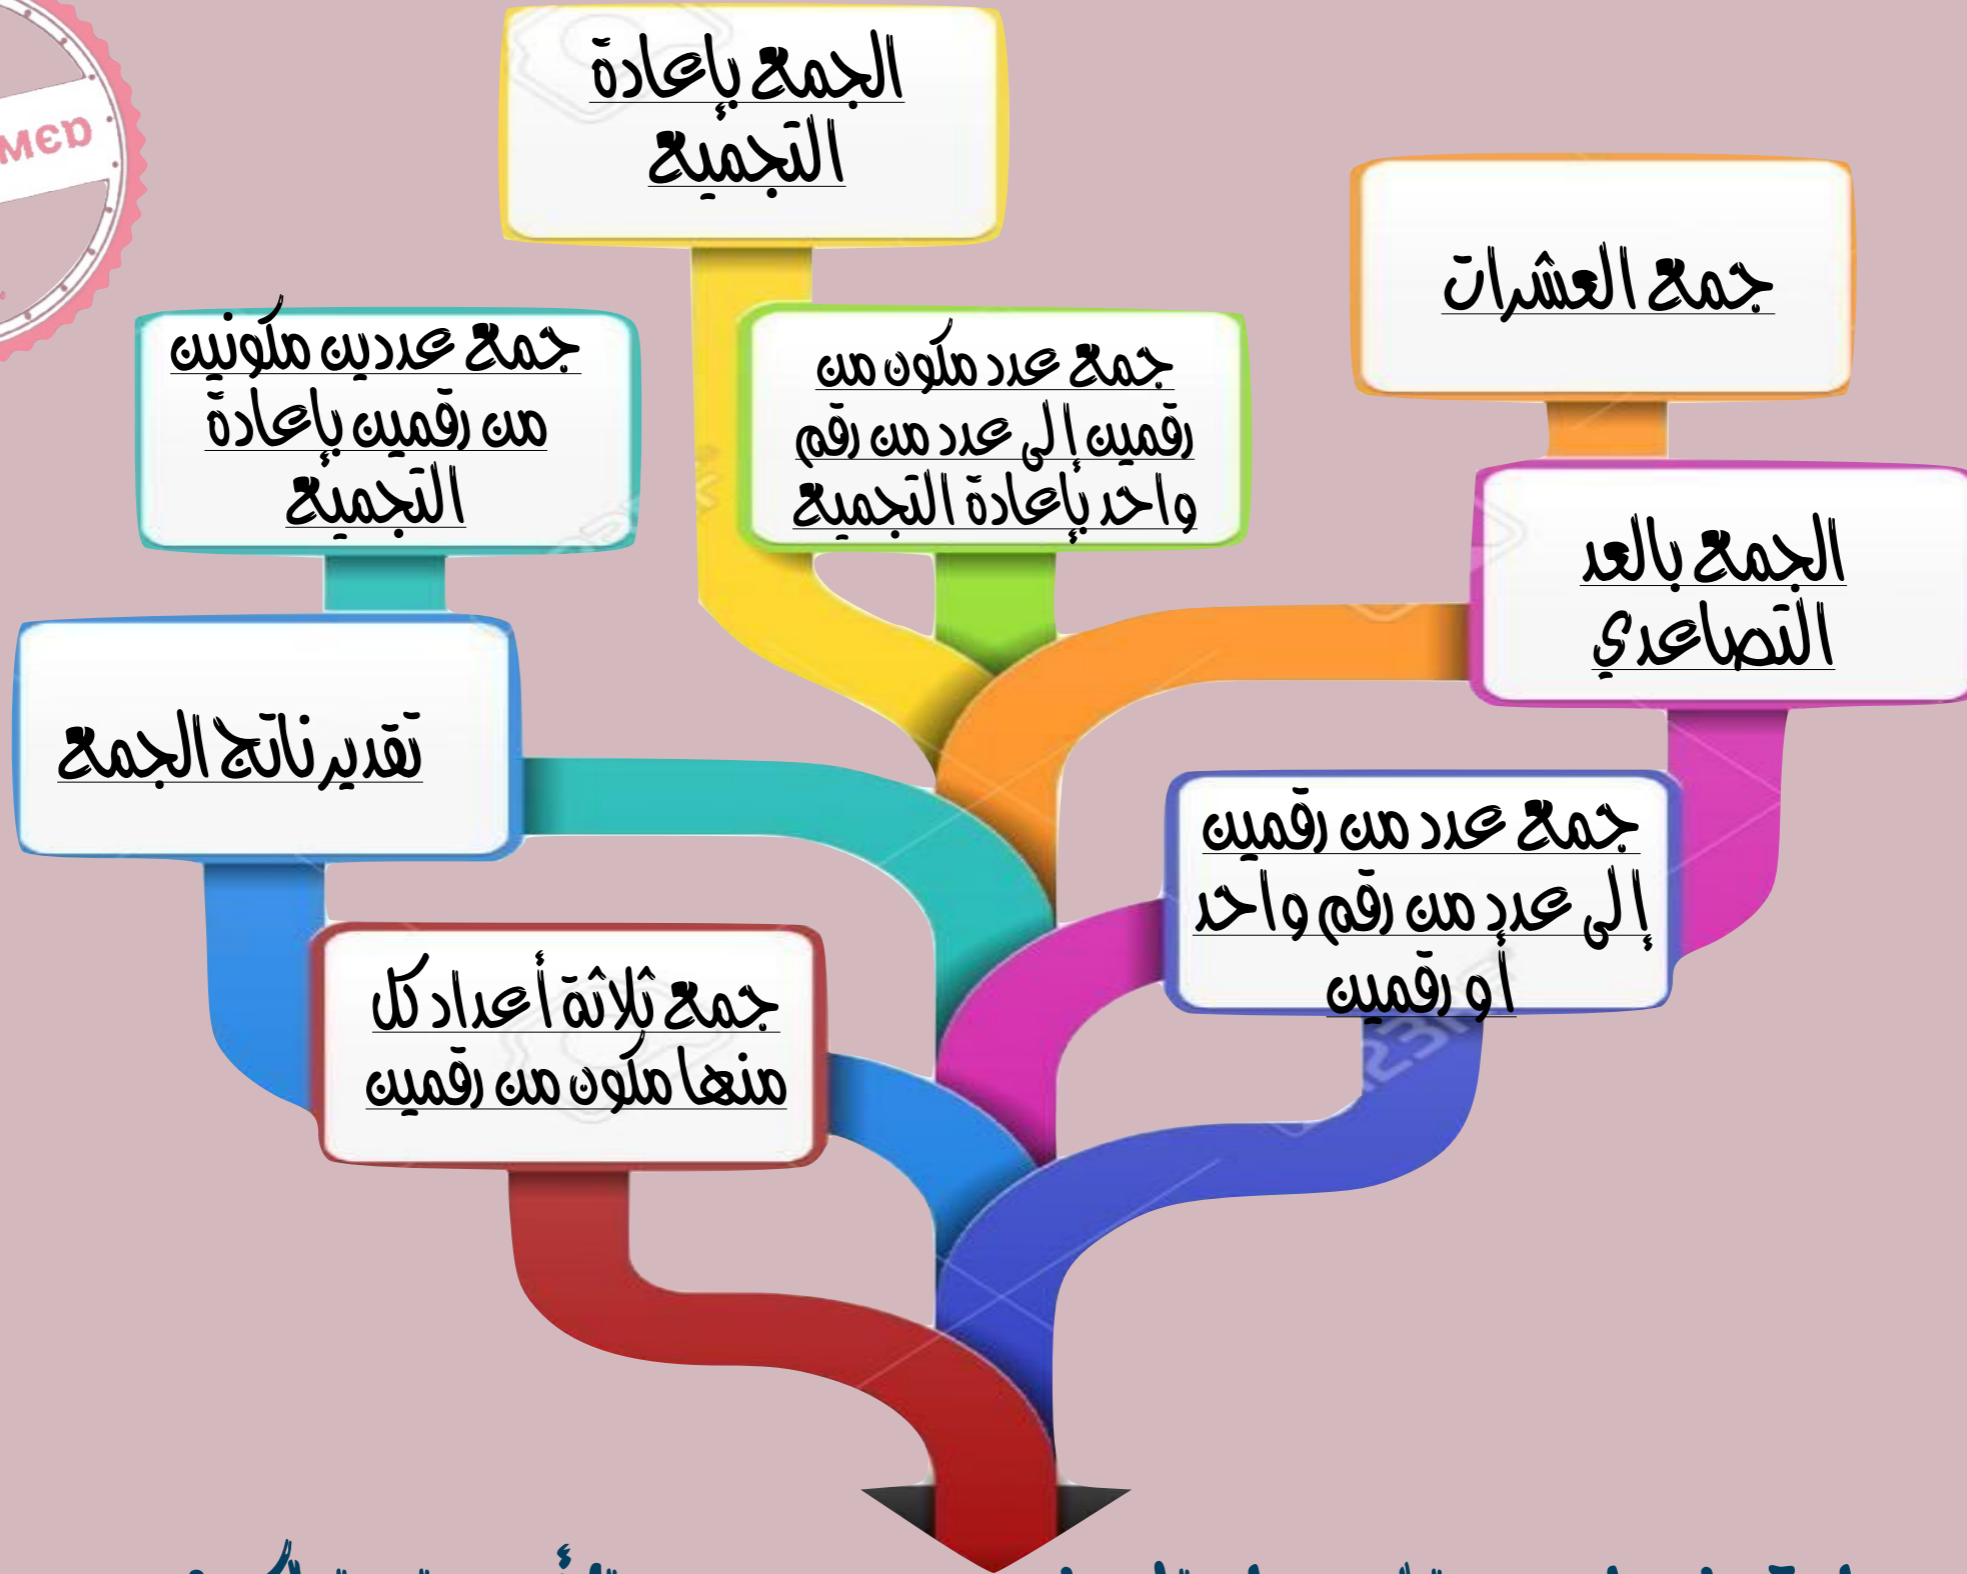 الجمع بإعادة
التجميع
جمع العشرات
جمع عددين مكونين
من رقمين بإعادة
التجميع
جمع عدد مكون من
رقمين إلى عدد من رقم
واحد بإعادة التجميع
الجمع بالعد
التصاعدي
تقدير ناتج الجمع
جمع عدد من رقمين
إلى عدد من رقم واحد
أو رقمين
جمع ثلاثة أعداد كل
منها مكون من رقمين